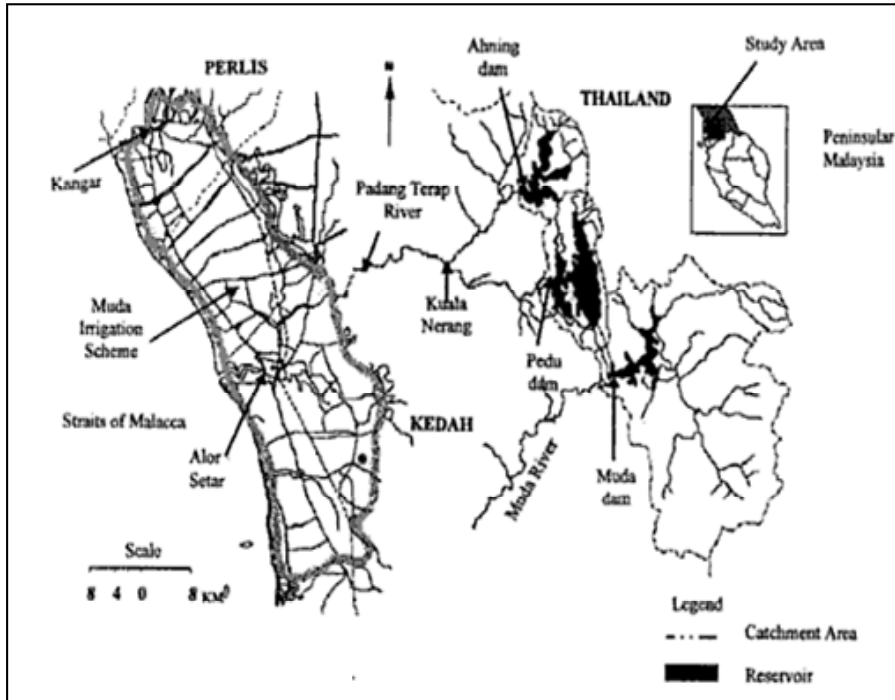 Ahning
dam
Study Area
PERLIS
N
THAILAND
Peninsular
Malaysia
Kangar
Padang Terap
River
Muda
Irrigation
Scheme
Kuala
Nerang
Pedu
dam
Straits of Malacca
KEDAH
Alor
Setar
Muda River
Muda
dam
Scale
8 4 0 8 KM
Legend
Catchment Area
Reservoir